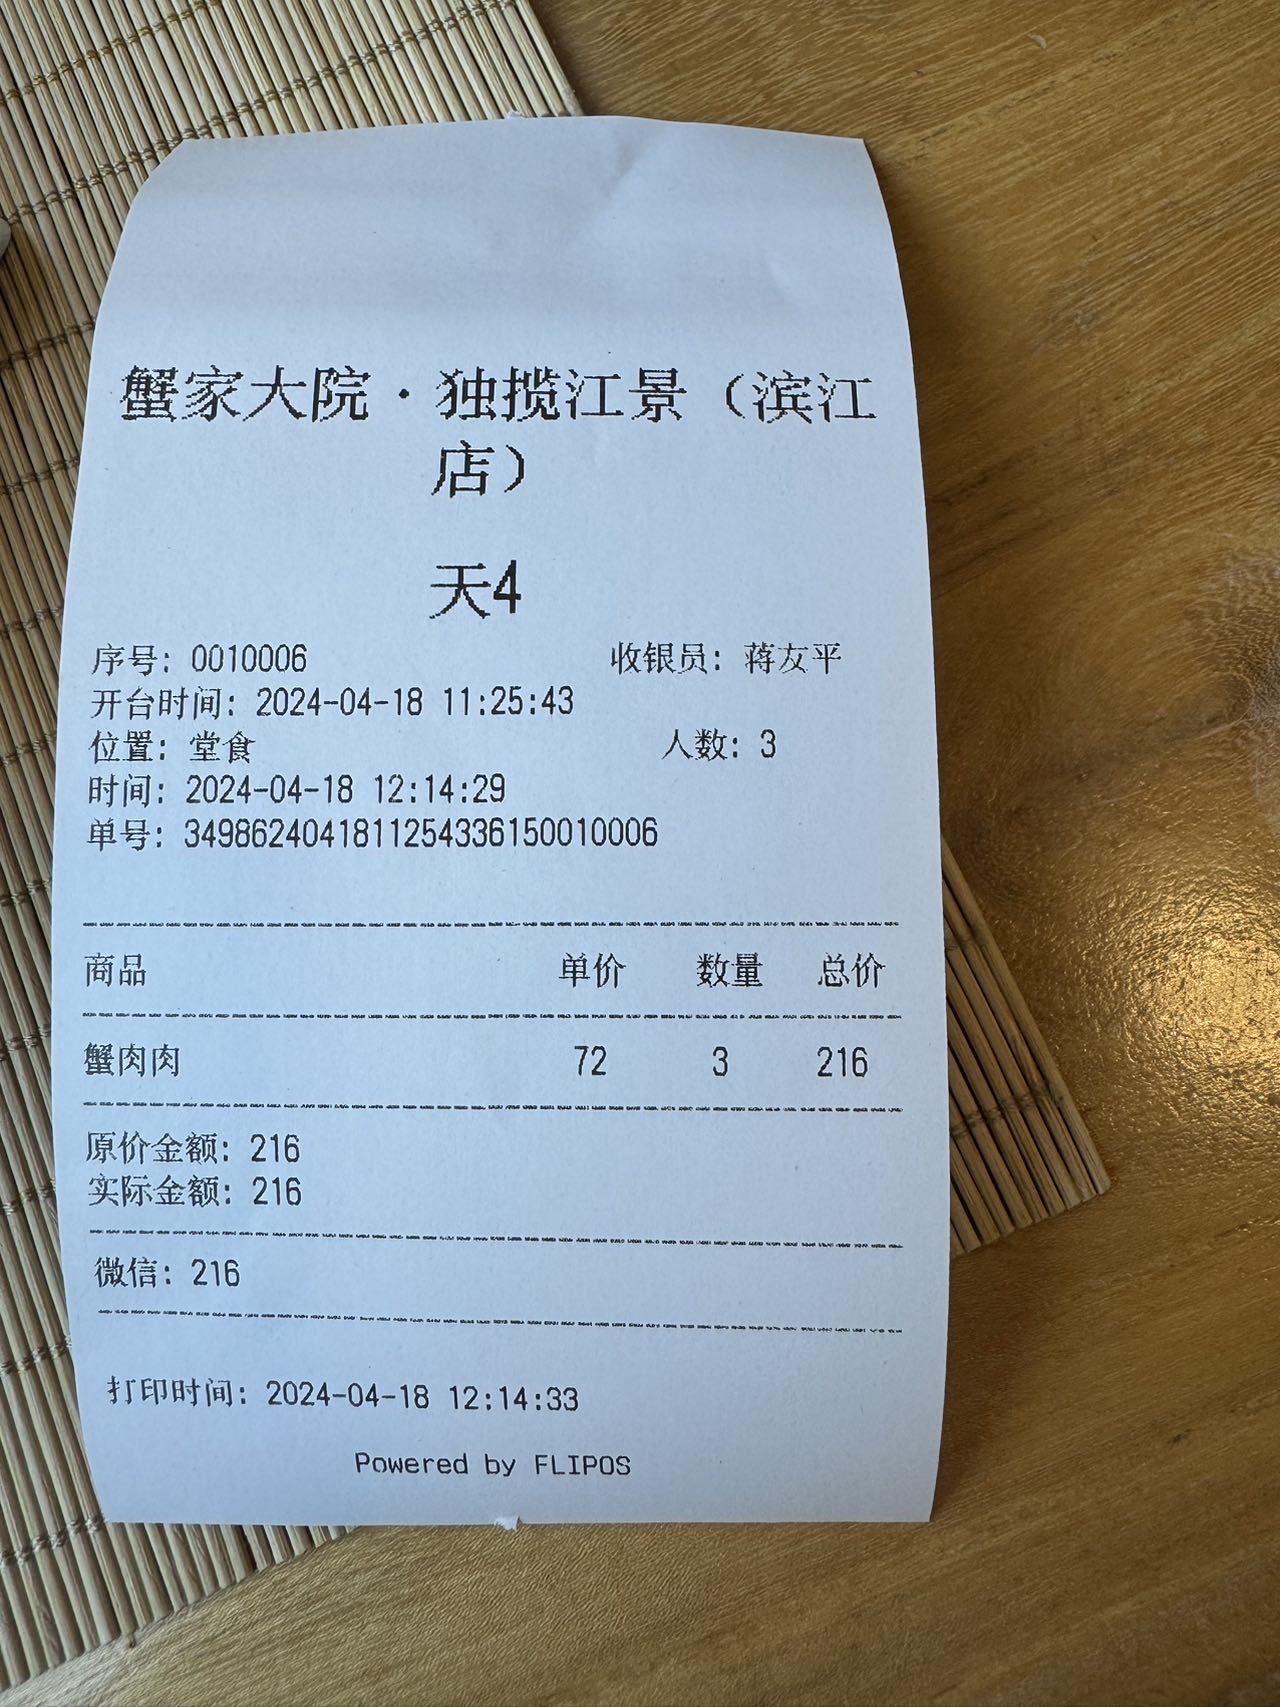 蟹家大院·独揽江景（滨江
店）
天4
序号: 0010006 收银员: 蒋友平
开台时间: 2024-04-18 11:25:43
位置: 堂食 人数: 3
时间: 2024-04-18 12:14:29
单号: 3498624041811254336150010006
商品 单价 数量 总价
蟹肉肉 72 3 216
原价金额: 216
实际金额: 216
微信: 216
打印时间: 2024-04-18 12:14:33
Powered by FLIPOS